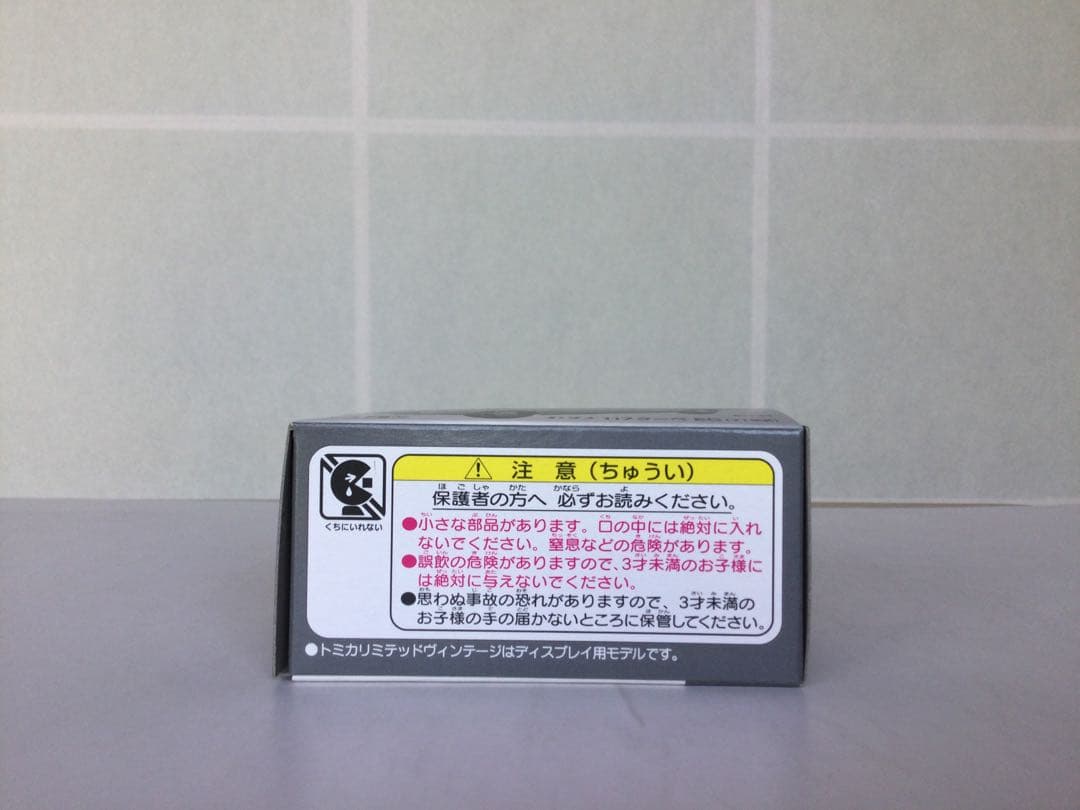 注 意(ちゅうい)
保護者の方へ 必ずお読みください。
●小さな部品があります。口の中には絶対に入れ
ないでください。窒息などの危険があります。
●誤飲の危険がありますので、3才未満のお子様に
は絶対に与えないでください。
●思わぬ事故の恐れがありますので、3才未満の
お子様の手の届かないところに保管してください。
くちにいれない
●トミカリミテッドヴィンテージはディスプレイ用モデルです。